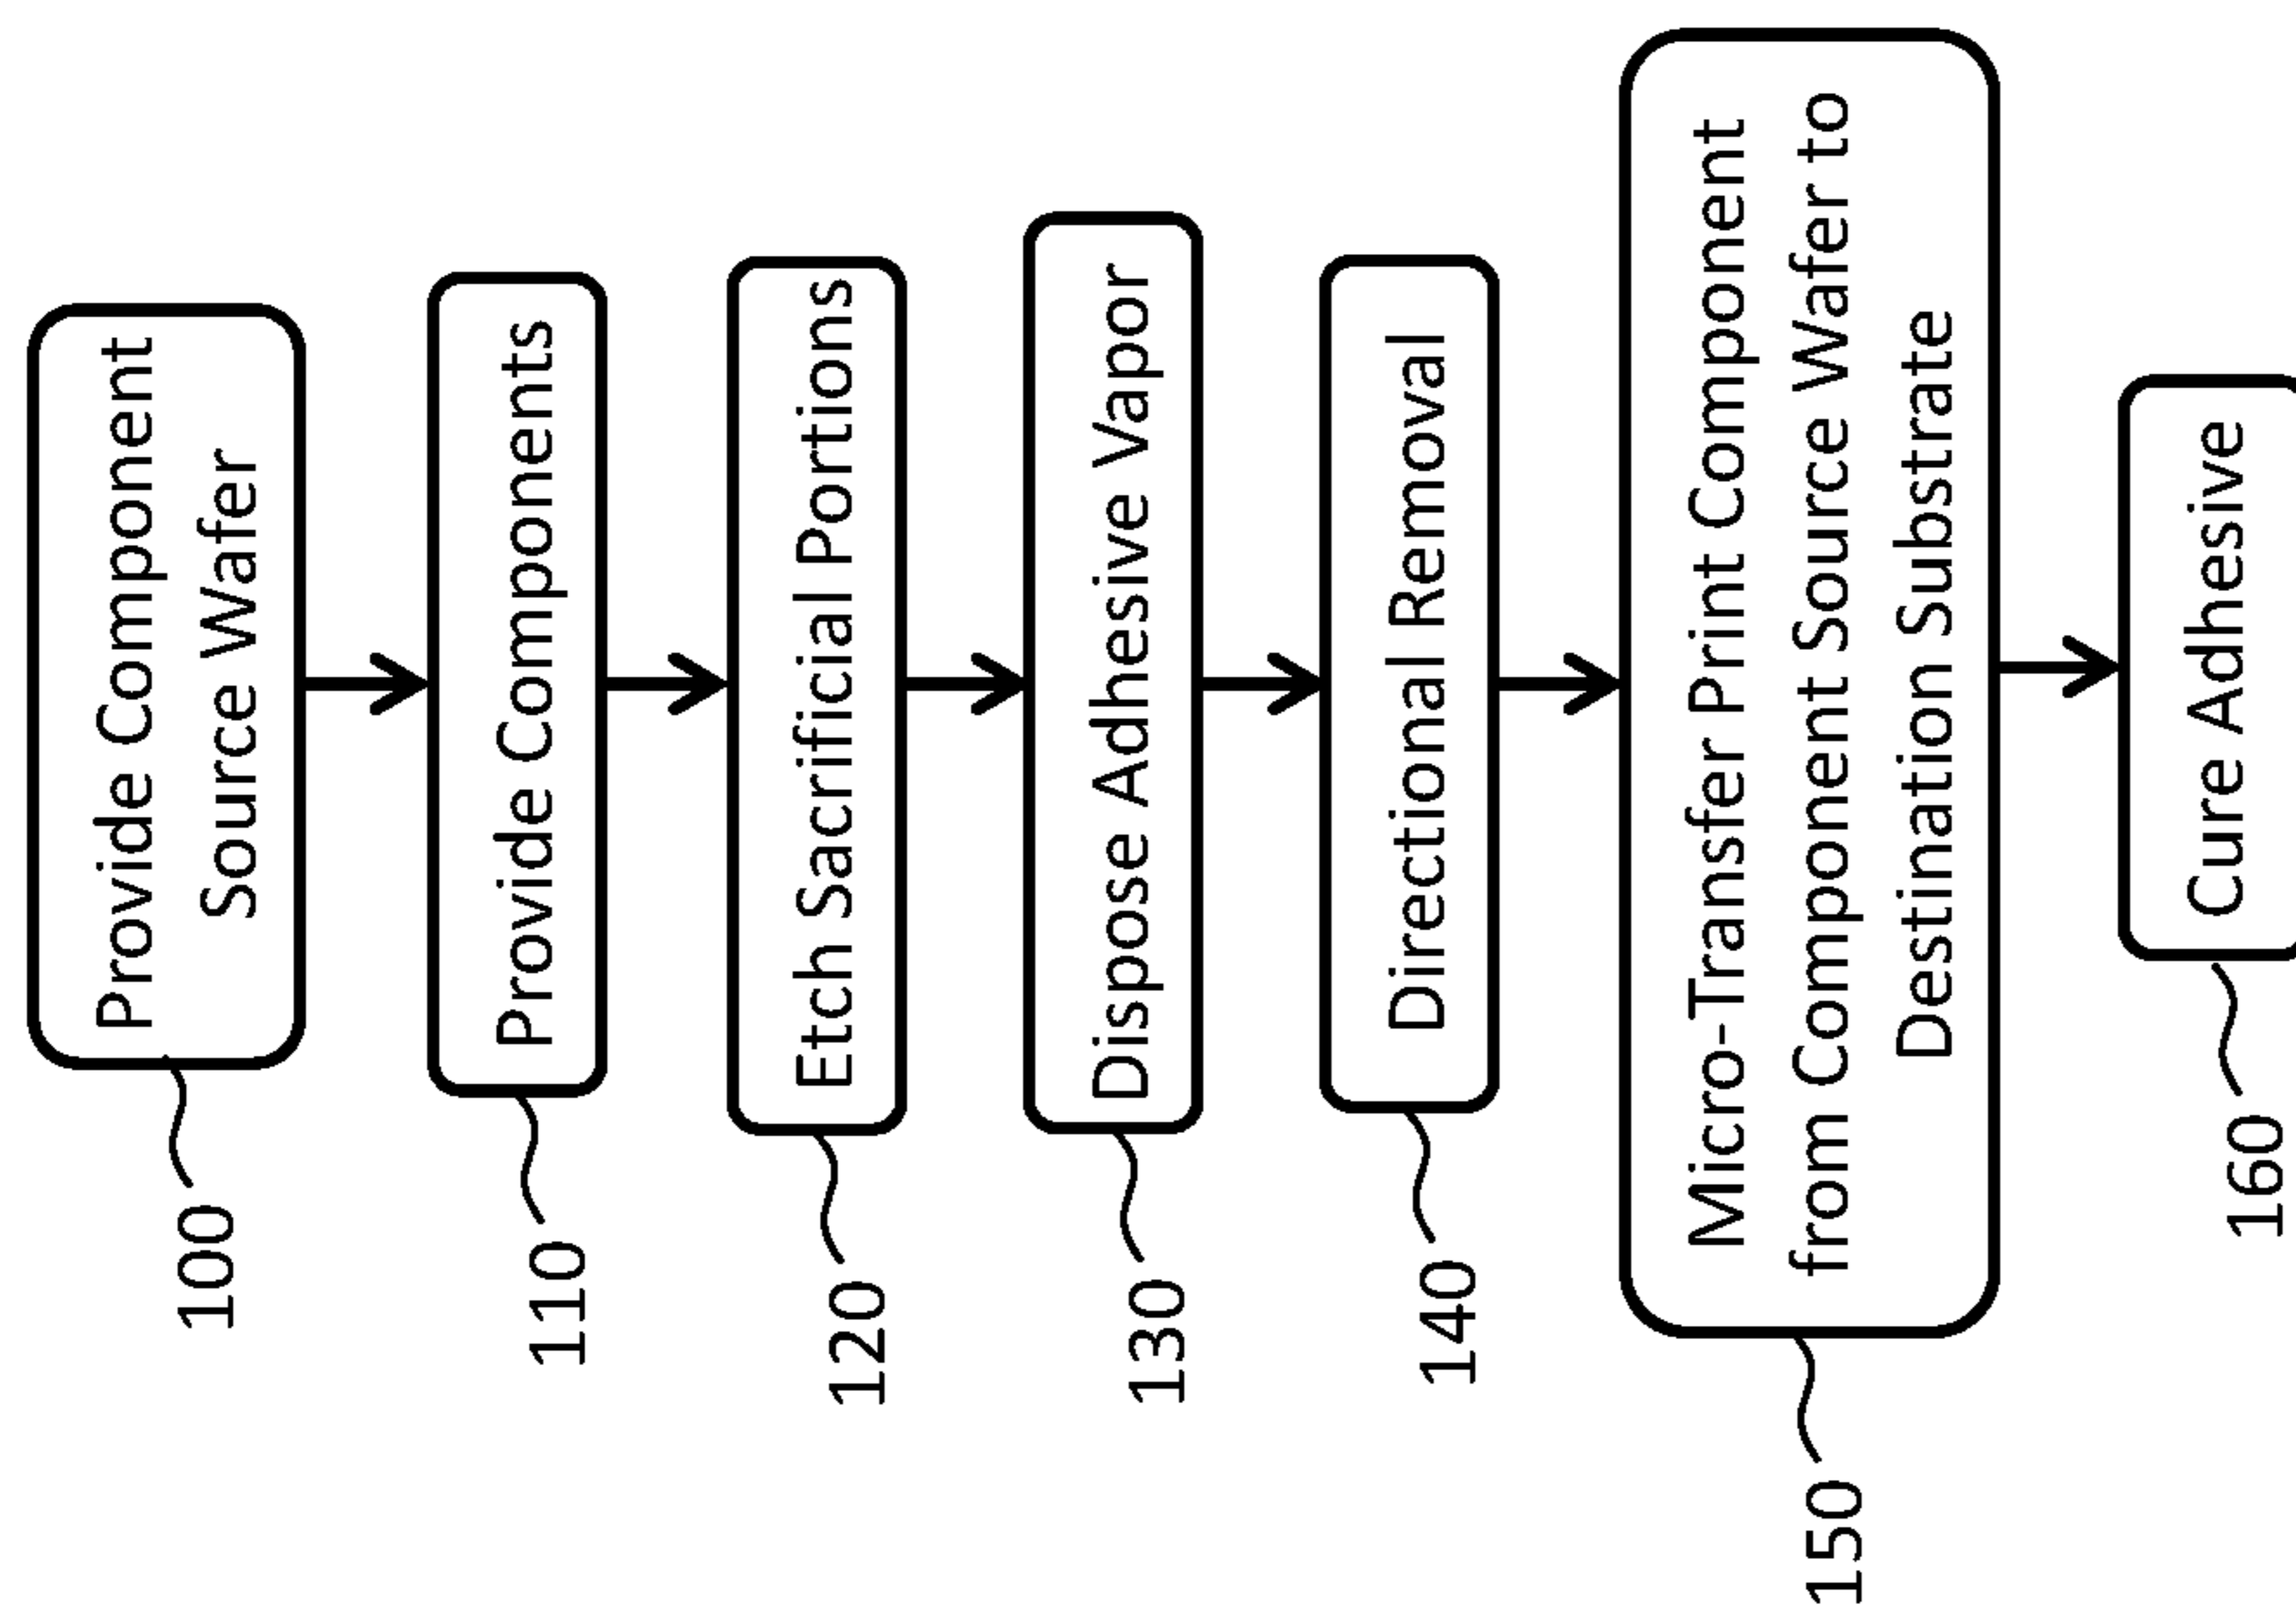 100
Provide Component
Source Wafer
110
Provide Components
120
Etch Sacrificial Portions
130
Dispose Adhesive Vapor
140
Directional Removal
150
Micro-Transfer Print Component
from Component Source Wafer to
Destination Substrate
160
Cure Adhesive